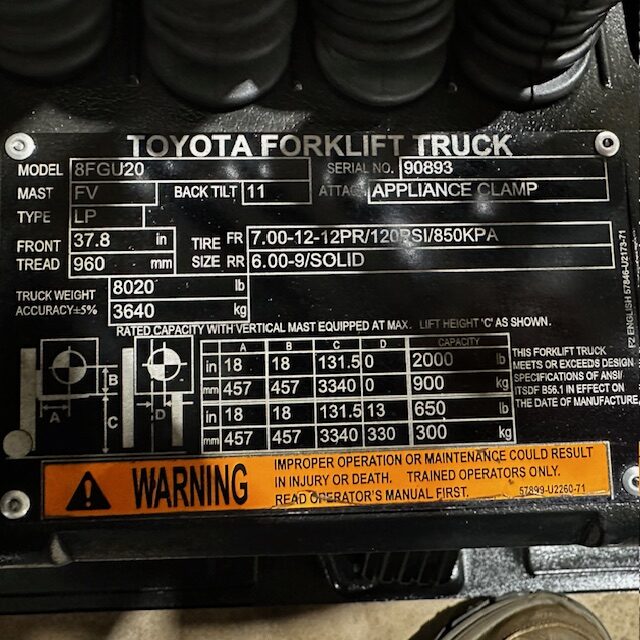 TOYOTA FORKLIFT TRUCK
MODEL 8FGU20 SERIAL NO. 90893
MAST FV BACK TILT 11 ATTAC APPLIANCE CLAMP
TYPE LP
FRONT TREAD 37.8 in 960 mm
TIRE SIZE FR 7.00-12-12PR/120PSI/850KPA
RR 6.00-9/SOLID
TRUCK WEIGHT 8020 lb
ACCURACY±5% 3640 kg
RATED CAPACITY WITH VERTICAL MAST EQUIPPED AT MAX. LIFT HEIGHT 'C' AS SHOWN.
A B C D CAPACITY
in 18 18 131.5 0 2000 lb
mm 457 457 3340 0 900 kg
in 18 18 131.5 13 650 lb
mm 457 457 3340 330 300 kg
A B C D
THIS FORKLIFT TRUCK
MEETS OR EXCEEDS DESIGN
SPECIFICATIONS OF ANSI/
ITSDF B56.1 IN EFFECT ON
THE DATE OF MANUFACTURE.
F2 ENGLISH 57846-U2173-71
WARNING
IMPROPER OPERATION OR MAINTENANCE COULD RESULT
IN INJURY OR DEATH. TRAINED OPERATORS ONLY.
READ OPERATOR'S MANUAL FIRST. 57899-U2260-71